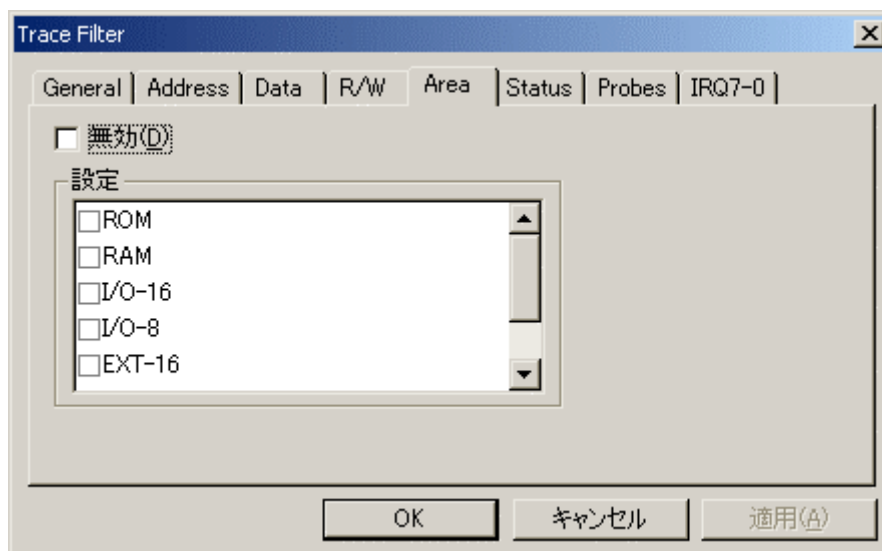 Trace Filter
General Address Data R/W Area Status Probes IRQ7-0
無効(D)
設定
ROM
RAM
I/O-16
I/O-8
EXT-16
OK キャンセル 適用(A)